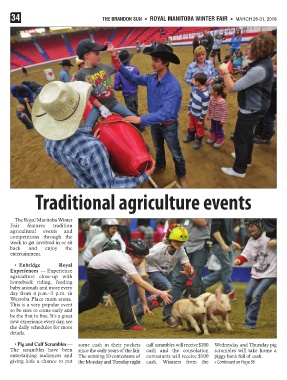 34
THE BRANDON SUN • ROYAL MANITOBA WINTER FAIR • MARCH 26-31, 2018
Traditional agriculture events
The Royal Manitoba Winter
Fair features tradition
agricultural events and
competitions through the
week to get involved in or sit
back and enjoy the
entertainment.
• Enbridge Royal
Experiences — Experience
agriculture close-up with
horseback riding, feeding
baby animals and more every
day from 4 p.m.-5 p.m. in
Westoba Place main arena.
This is a very popular event
so be sure to come early and
be the first in line. It's a great
new experience every day, see
the daily schedules for more
details.
• Pig and Calf Scrambles —
The scrambles have been
entertaining audiences and
giving kids a chance to put
some cash in their pockets
since the early years of the fair.
The winning 10 contestants of
the Monday and Tuesday night
calf scrambles will receive $200
cash and the consolation
contestants will receive $100
cash. Winners from the
Wednesday and Thursday pig
scrambles will take home a
piggy bank full of cash.
» Continued on Page 35